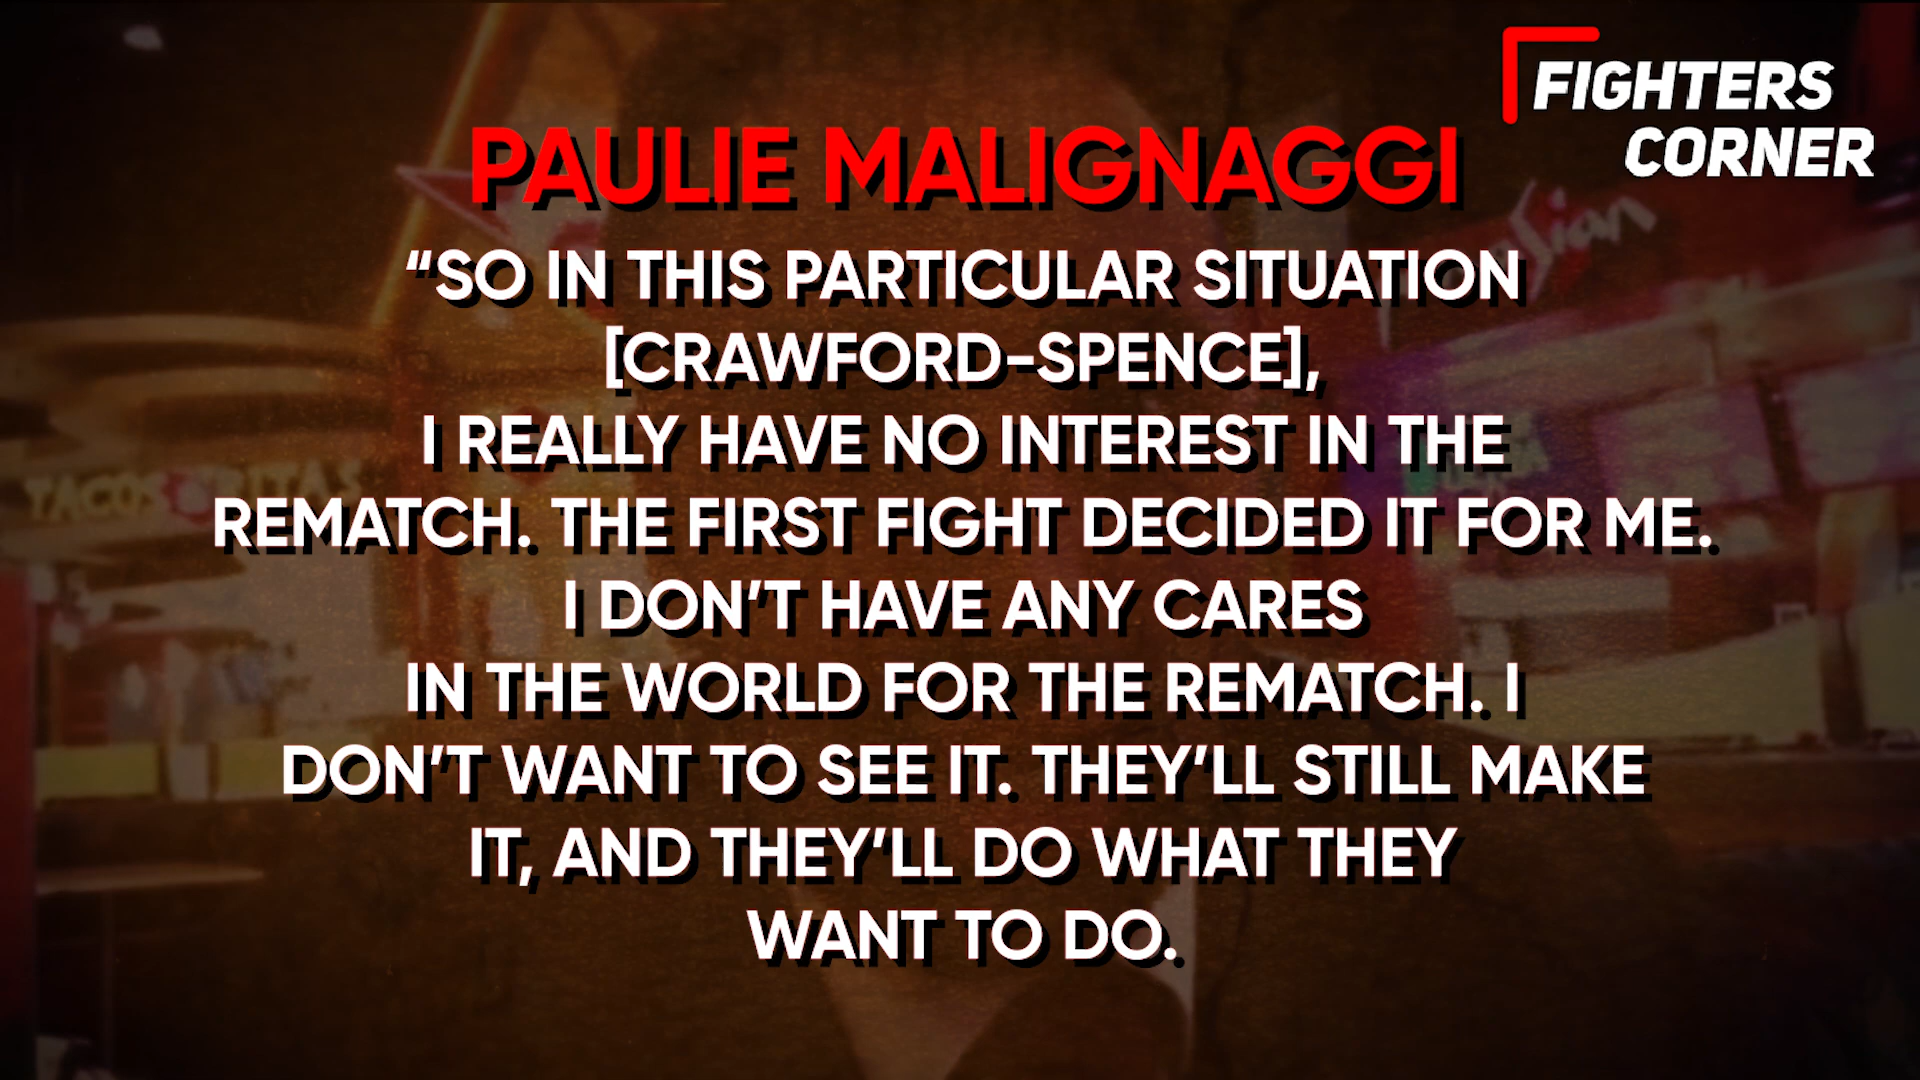 FIGHTERS
CORNER
PAULIE MALIGNAGGI
“SO IN THIS PARTICULAR SITUATION
[CRAWFORD-SPENCE],
I REALLY HAVE NO INTEREST IN THE
REMATCH. THE FIRST FIGHT DECIDED IT FOR ME.
I DON’T HAVE ANY CARES
IN THE WORLD FOR THE REMATCH. I
DON’T WANT TO SEE IT. THEY’LL STILL MAKE
IT, AND THEY’LL DO WHAT THEY
WANT TO DO.
TACOS